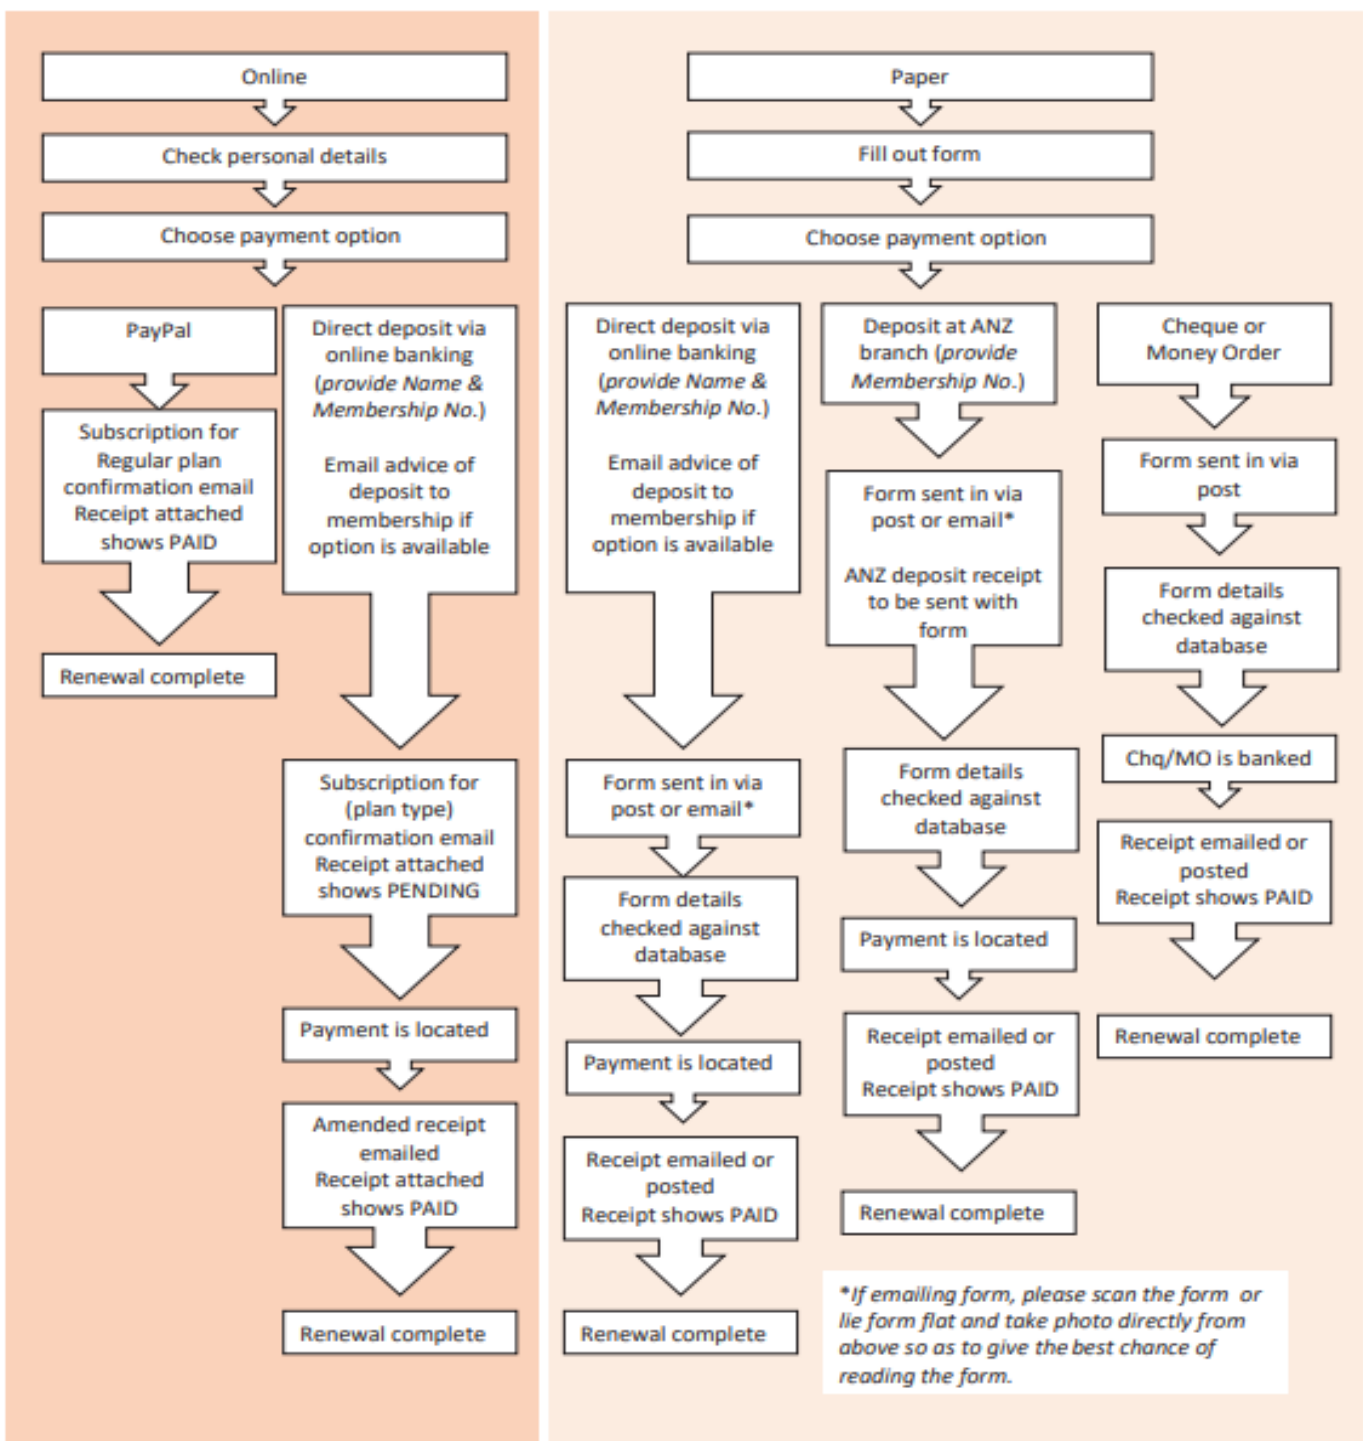 Online
Check personal details
Choose payment option
PayPal
Subscription for
Regular plan
confirmation email
Receipt attached
shows PAID
Renewal complete
Direct deposit via
online banking
(provide Name &
Membership No.)
Email advice of
deposit to
membership if
option is available
Subscription for
(plan type)
confirmation email
Receipt attached
shows PENDING
Payment is located
Amended receipt
emailed
Receipt attached
shows PAID
Renewal complete
Paper
Fill out form
Choose payment option
Direct deposit via
online banking
(provide Name &
Membership No.)
Email advice of
deposit to
membership if
option is available
Form sent in via
post or email*
Form details
checked against
database
Payment is located
Receipt emailed or
posted
Receipt shows PAID
Renewal complete
Deposit at ANZ
branch (provide
Membership No.)
Form sent in via
post or email*
ANZ deposit receipt
to be sent with
form
Form details
checked against
database
Payment is located
Receipt emailed or
posted
Receipt shows PAID
Renewal complete
Cheque or
Money Order
Form sent in via
post
Form details
checked against
database
Chq/MO is banked
Receipt emailed or
posted
Receipt shows PAID
Renewal complete
*If emailing form, please scan the form or
lie form flat and take photo directly from
above so as to give the best chance of
reading the form.